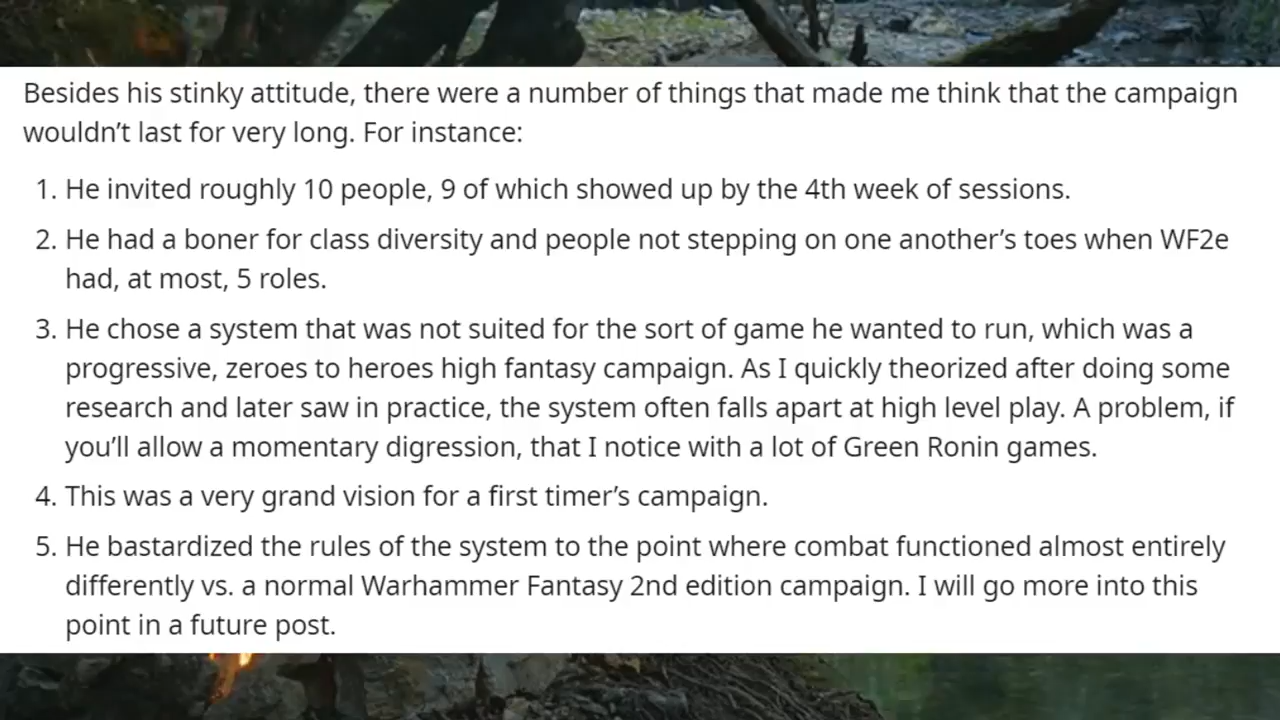 Besides his stinky attitude, there were a number of things that made me think that the campaign
wouldn’t last for very long. For instance:
1. He invited roughly 10 people, 9 of which showed up by the 4th week of sessions.
2. He had a boner for class diversity and people not stepping on one another’s toes when WF2e
had, at most, 5 roles.
3. He chose a system that was not suited for the sort of game he wanted to run, which was a
progressive, zeroes to heroes high fantasy campaign. As I quickly theorized after doing some
research and later saw in practice, the system often falls apart at high level play. A problem, if
you’ll allow a momentary digression, that I notice with a lot of Green Ronin games.
4. This was a very grand vision for a first timer’s campaign.
5. He bastardized the rules of the system to the point where combat functioned almost entirely
differently vs. a normal Warhammer Fantasy 2nd edition campaign. I will go more into this
point in a future post.